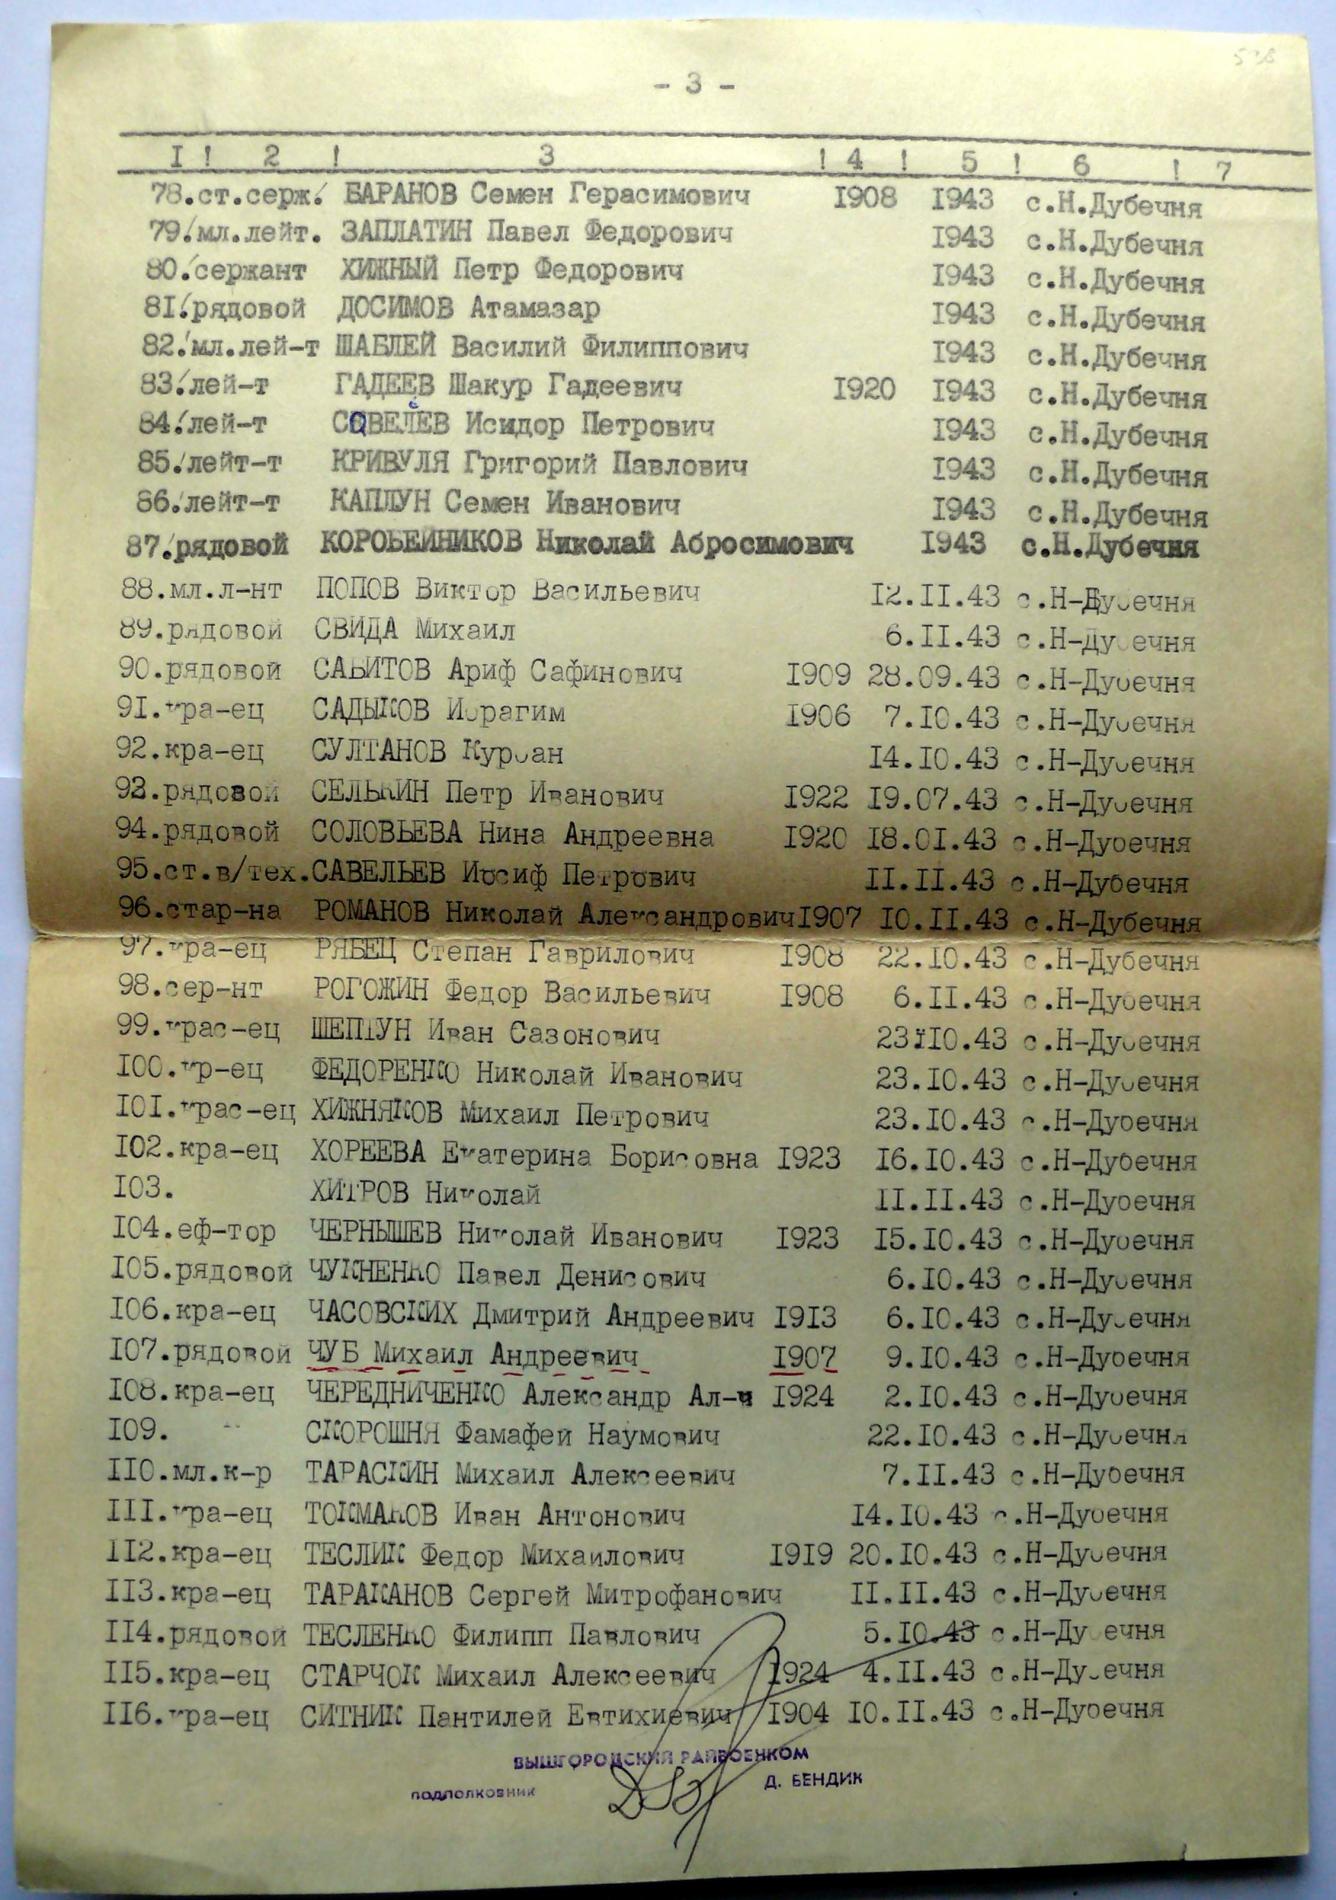 - 3 -
I ! 2 ! 3 ! 4 ! 5 ! 6 ! 7
78.ст.серж. БАРАНОВ Семен Герасимович I908 I943 с.Н.Дубечня
79.мл.лейт. ЗАПЛАТИН Павел Федорович I943 с.Н.Дубечня
80.сержант ХИЖНЫЙ Петр Федорович I943 с.Н.Дубечня
8I.рядовой ДОСИМОВ Атамазар I943 с.Н.Дубечня
82.мл.лей-т ШАБЛЕЙ Василий Филиппович I943 с.Н.Дубечня
83.лей-т ГАДЕЕВ Шакур Гадеевич I920 I943 с.Н.Дубечня
84.лей-т Исидор Петрович I943 с.Н.Дубечня
85.лейт-т КРИВУЛЯ Григорий Павлович I943 с.Н.Дубечня
86.лейт-т КАПЛУН Семен Иванович I943 с.Н.Дубечня
87.рядовой КОРОБЕЙНИКОВ Николай Абросимович I943 с.Н.Дубечня
88.мл.л-нт ПОПОВ Виктор Васильевич I2.II.43 с.Н-Дубечня
89.рядовой СВИДА Михаил 6.II.43 с.Н-Дубечня
90.рядовой САБИТОВ Ариф Сафинович I909 28.09.43 с.Н-Дубечня
9I.кра-ец САДЫКОВ Ибрагим I906 7.I0.43 с.Н-Дубечня
92.кра-ец СУЛТАНОВ Курбан I4.I0.43 с.Н-Дубечня
93.рядовой СЕЛЬКИН Петр Иванович I922 I9.07.43 с.Н-Дубечня
94.рядовой СОЛОВЬЕВА Нина Андреевна I920 I8.0I.43 с.Н-Дубечня
95.ст.в/тех.САВЕЛЬЕВ Иосиф Петрович II.II.43 с.Н-Дубечня
96.стар-на РОМАНОВ Николай Александрович I907 I0.II.43 с.Н-Дубечня
97.кра-ец РЯБЕЦ Степан Гаврилович I908 22.I0.43 с.Н-Дубечня
98.сер-нт РОГОЖИН Федор Васильевич I908 6.II.43 с.Н-Дубечня
99.крас-ец ШЕПТУН Иван Сазонович 23.I0.43 с.Н-Дубечня
I00.кр-ец ФЕДОРЕНКО Николай Иванович 23.I0.43 с.Н-Дубечня
I0I.крас-ец ХИЖНЯКОВ Михаил Петрович 23.I0.43 с.Н-Дубечня
I02.кра-ец ХОРЕЕВА Екатерина Борисовна I923 I6.I0.43 с.Н-Дубечня
I03. ХИТРОВ Николай II.II.43 с.Н-Дубечня
I04.еф-тор ЧЕРНЫШЕВ Николай Иванович I923 I5.I0.43 с.Н-Дубечня
I05.рядовой ЧУКНЕНКО Павел Денисович 6.I0.43 с.Н-Дубечня
I06.кра-ец ЧАСОВСКИХ Дмитрий Андреевич I9I3 6.I0.43 с.Н-Дубечня
I07.рядовой ЧУБ Михаил Андреевич I907 9.I0.43 с.Н-Дубечня
I08.кра-ец ЧЕРЕДНИЧЕНКО Александр Ал-ч I924 2.I0.43 с.Н-Дубечня
I09. СКОРОШНЯ Фамафей Наумович 22.I0.43 с.Н-Дубечня
II0.мл.к-р ТАРАСКИН Михаил Алексеевич 7.II.43 с.Н-Дубечня
III.кра-ец ТОКМАКОВ Иван Антонович I4.I0.43 с.Н-Дубечня
II2.кра-ец ТЕСЛИК Федор Михаилович I9I9 20.I0.43 с.Н-Дубечня
II3.кра-ец ТАРАКАНОВ Сергей Митрофанович II.II.43 с.Н-Дубечня
II4.рядовой ТЕСЛЕНКО Филипп Павлович 5.I0.43 с.Н-Дубечня
II5.кра-ец СТАРЧОК Михаил Алексеевич I924 4.II.43 с.Н-Дубечня
II6.кра-ец СИТНИК Пантилей Евтихиевич I904 I0.II.43 с.Н-Дубечня
ВЫШГОРОДСКИЙ РАЙВОЕНКОМ
ПОДПОЛКОВНИК Д. БЕНДИК